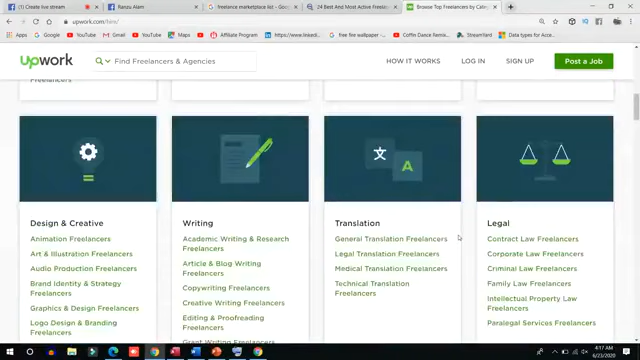 Create live stream
Ranzu Alam
freelance marketplace list - Goo
24 Best And Most Active Freelanc
Browse Top Freelancers by Categ
upwork.com/hire/
YouTube
Gmail
YouTube
Maps
Affiliate Program
https://www.linkedi...
free fire wallpaper...
Coffin Dance Remix...
StreamYard
Data types for Acce...
upwork
Find Freelancers & Agencies
HOW IT WORKS
LOG IN
SIGN UP
Post a Job
Freelancers
文
A
Design & Creative
Animation Freelancers
Art & Illustration Freelancers
Audio Production Freelancers
Brand Identity & Strategy
Freelancers
Graphics & Design Freelancers
Logo Design & Branding
Freelancers
Writing
Academic Writing & Research
Freelancers
Article & Blog Writing
Freelancers
Copywriting Freelancers
Creative Writing Freelancers
Editing & Proofreading
Freelancers
Grant Writing Freelancers
Translation
General Translation Freelancers
Legal Translation Freelancers
Medical Translation Freelancers
Technical Translation
Freelancers
Legal
Contract Law Freelancers
Corporate Law Freelancers
Criminal Law Freelancers
Family Law Freelancers
Intellectual Property Law
Freelancers
Paralegal Services Freelancers
4:17 AM
6/23/2020